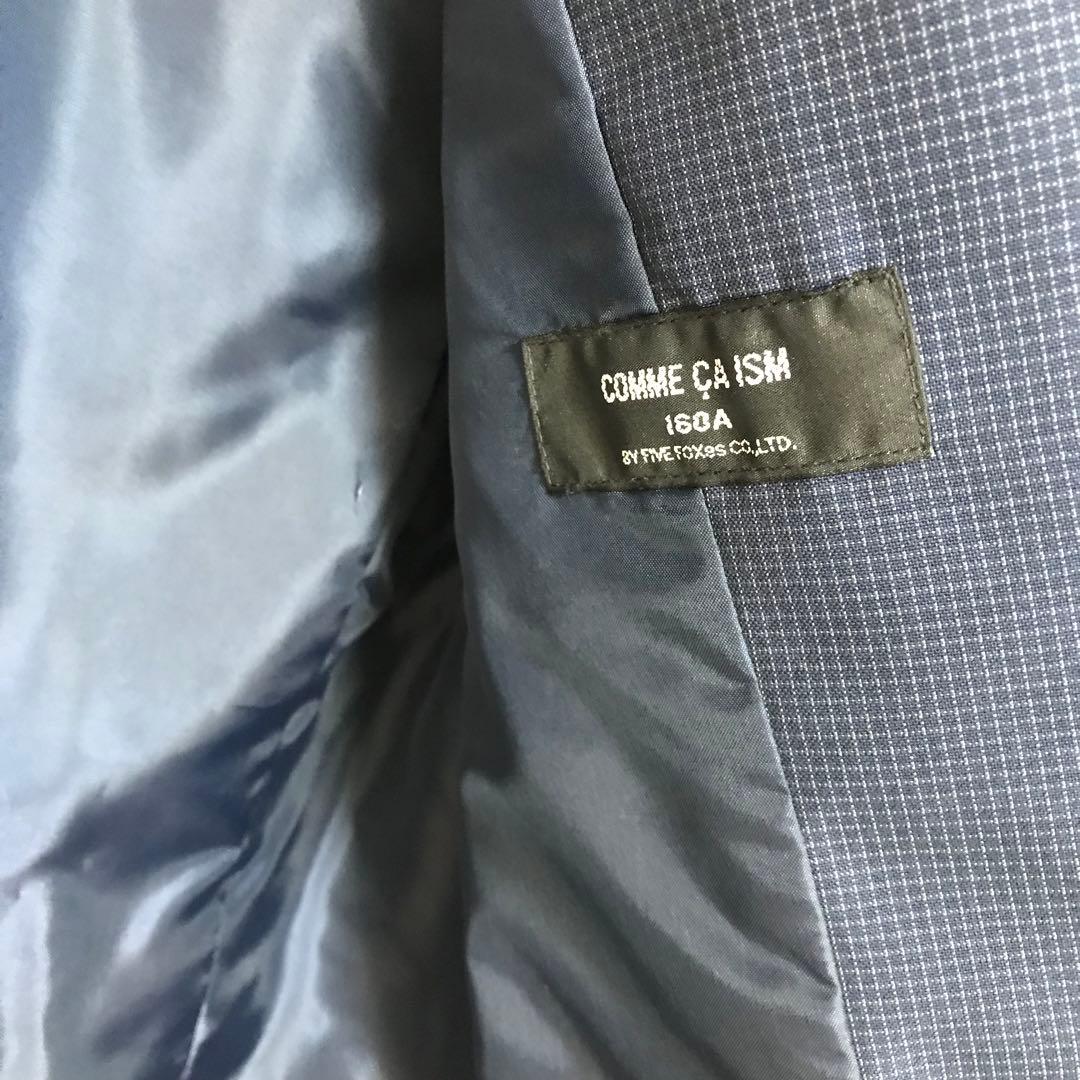 COMME ÇA ISM
160A
BY FIVE FOXes CO.,LTD.